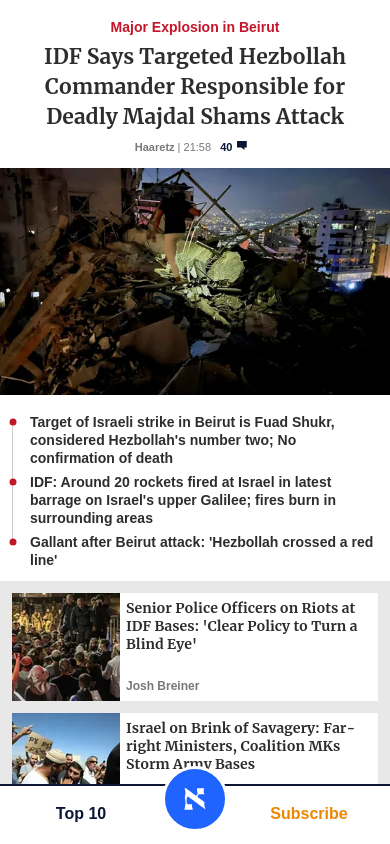 Major Explosion in Beirut
IDF Says Targeted Hezbollah
Commander Responsible for
Deadly Majdal Shams Attack
Haaretz | 21:58 40
Target of Israeli strike in Beirut is Fuad Shukr,
considered Hezbollah's number two; No
confirmation of death
IDF: Around 20 rockets fired at Israel in latest
barrage on Israel's upper Galilee; fires burn in
surrounding areas
Gallant after Beirut attack: 'Hezbollah crossed a red
line'
Senior Police Officers on Riots at
IDF Bases: 'Clear Policy to Turn a
Blind Eye'
Josh Breiner
Israel on Brink of Savagery: Far-
right Ministers, Coalition MKs
Storm Army Bases
Top 10
Subscribe